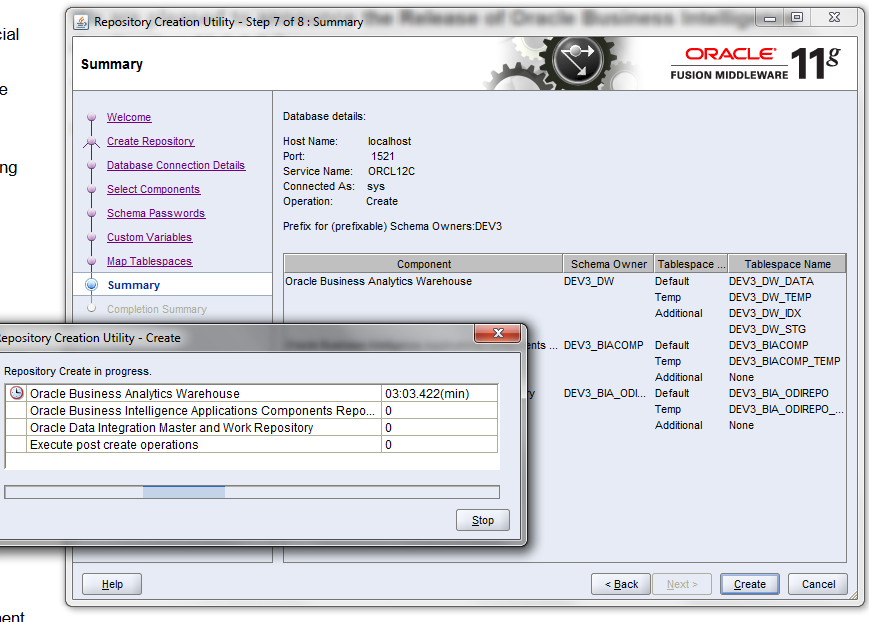 cial
e
ng
nent
Repository Creation Utility - Step 7 of 8 : Summary
Summary
ORACLE
FUSION MIDDLEWARE 11g
Welcome
Create Repository
Database Connection Details
Select Components
Schema Passwords
Custom Variables
Map Tablespaces
Summary
Completion Summary
Database details:
Host Name: localhost
Port: 1521
Service Name: ORCL12C
Connected As: sys
Operation: Create
Prefix for (prefixable) Schema Owners:DEV3
Component Schema Owner Tablespace ... Tablespace Name
Oracle Business Analytics Warehouse DEV3_DW Default DEV3_DW_DATA
Temp DEV3_DW_TEMP
Additional DEV3_DW_IDX
DEV3_DW_STG
ents ... DEV3_BIACOMP Default DEV3_BIACOMP
Temp DEV3_BIACOMP_TEMP
Additional None
ry DEV3_BIA_ODI... Default DEV3_BIA_ODIREPO
Temp DEV3_BIA_ODIREPO_...
Additional None
epository Creation Utility - Create
Repository Create in progress.
Oracle Business Analytics Warehouse 03:03.422(min)
Oracle Business Intelligence Applications Components Repo... 0
Oracle Data Integration Master and Work Repository 0
Execute post create operations 0
Stop
Help
< Back
Next >
Create
Cancel